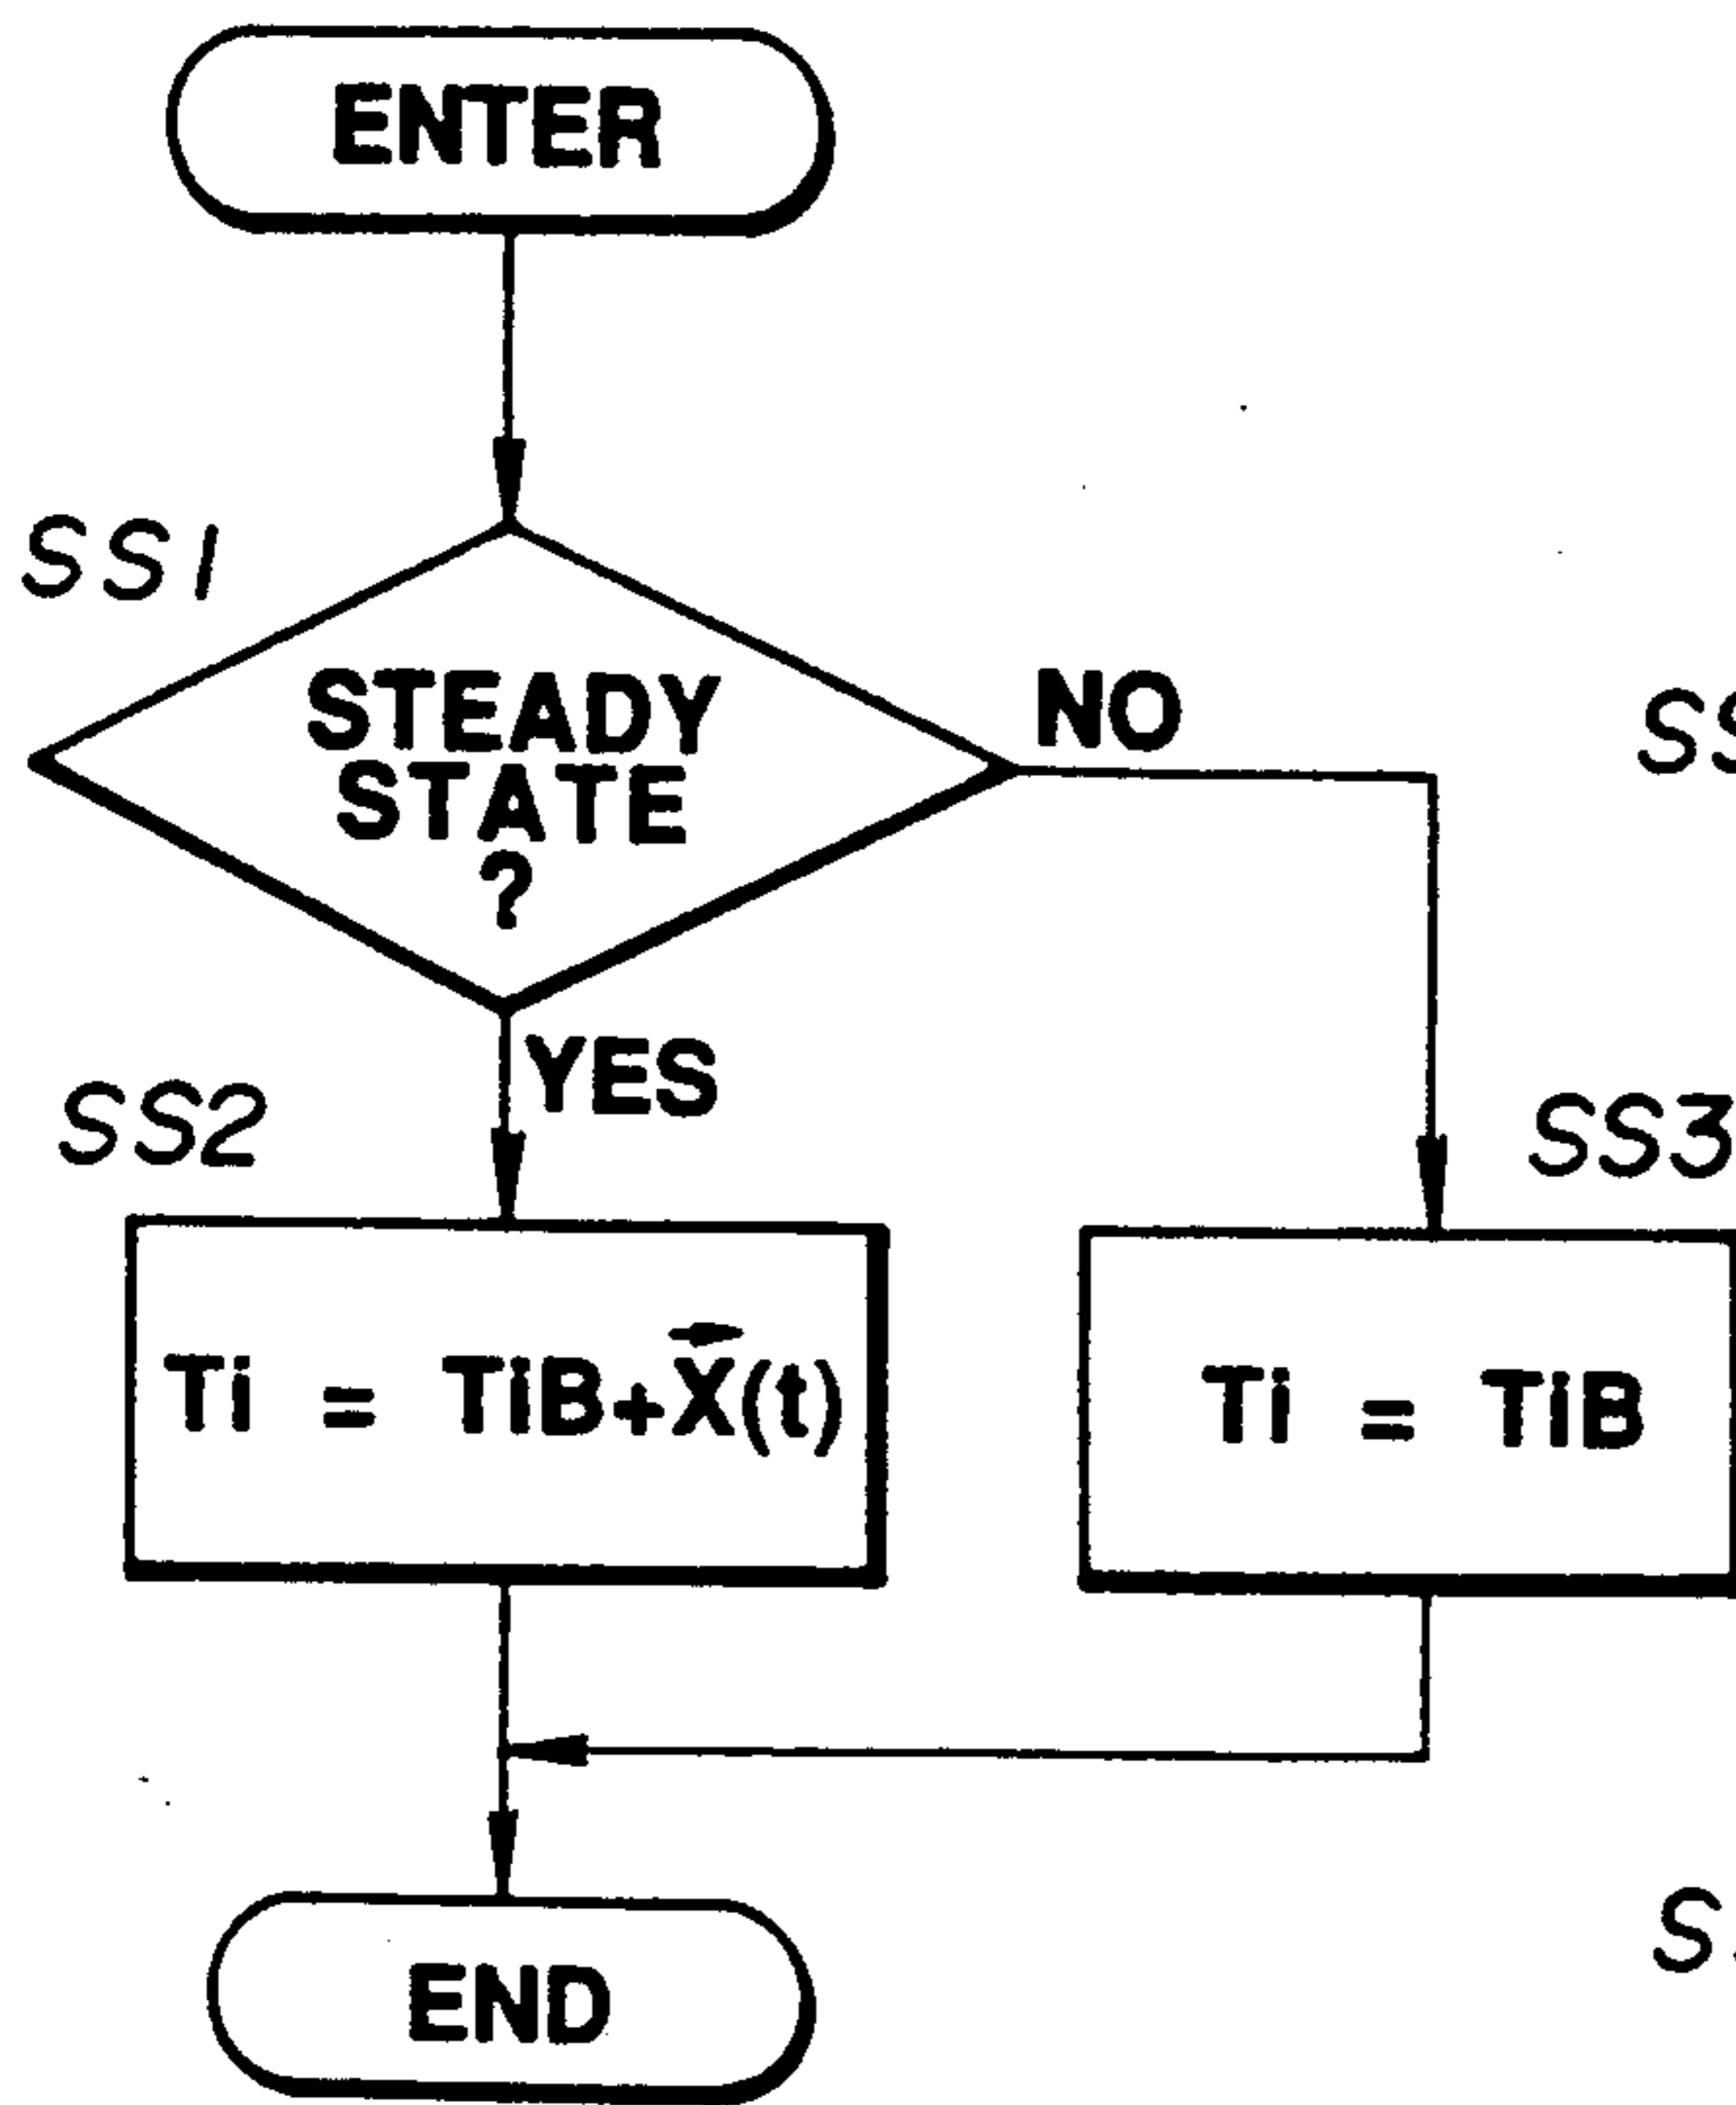 ENTER
SS1
STEADY
STATE
?
NO
YES
SS2
SS3
Ti = TiB+X̄(t)
Ti = TiB
END